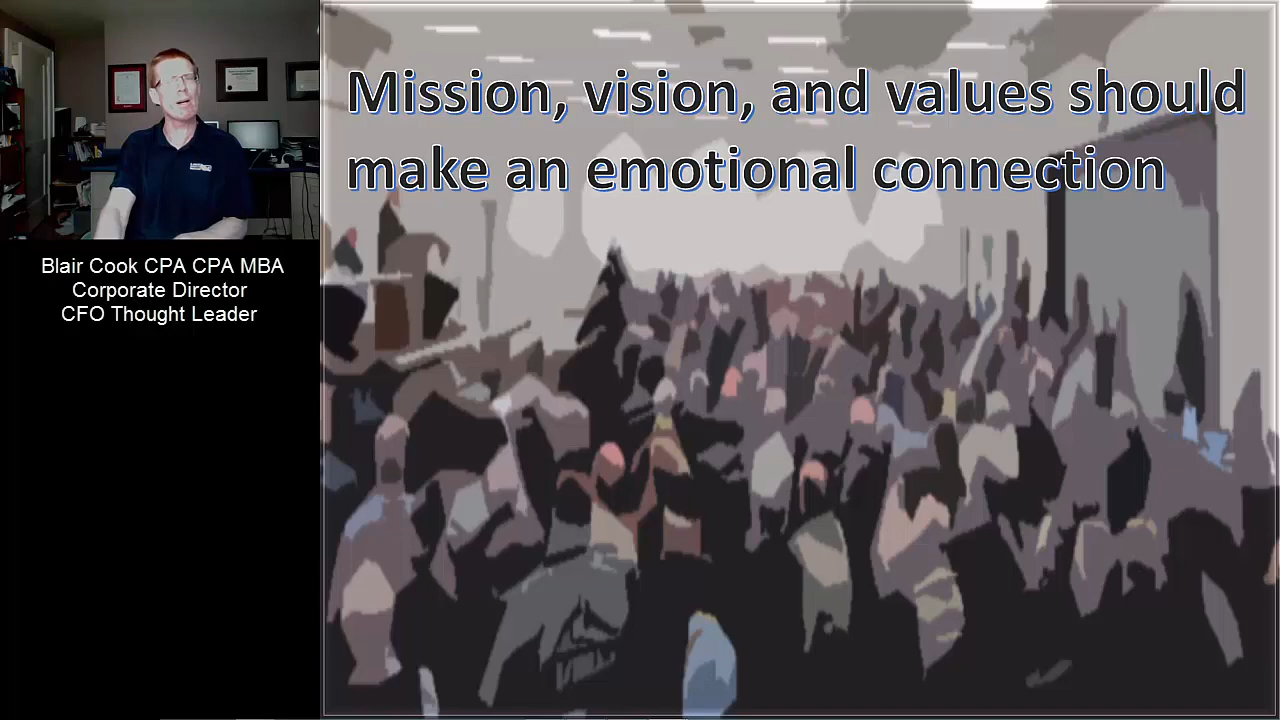 Mission, vision, and values should
make an emotional connection
Blair Cook CPA CPA MBA
Corporate Director
CFO Thought Leader